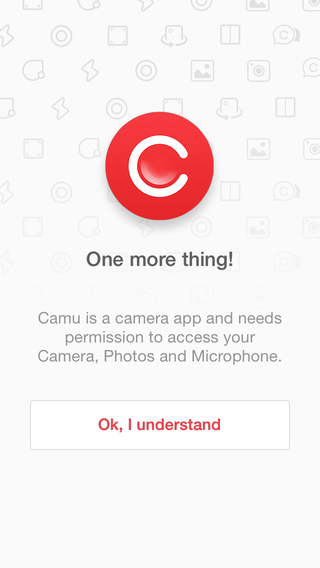 One more thing!
Camu is a camera app and needs
permission to access your
Camera, Photos and Microphone.
Ok, I understand